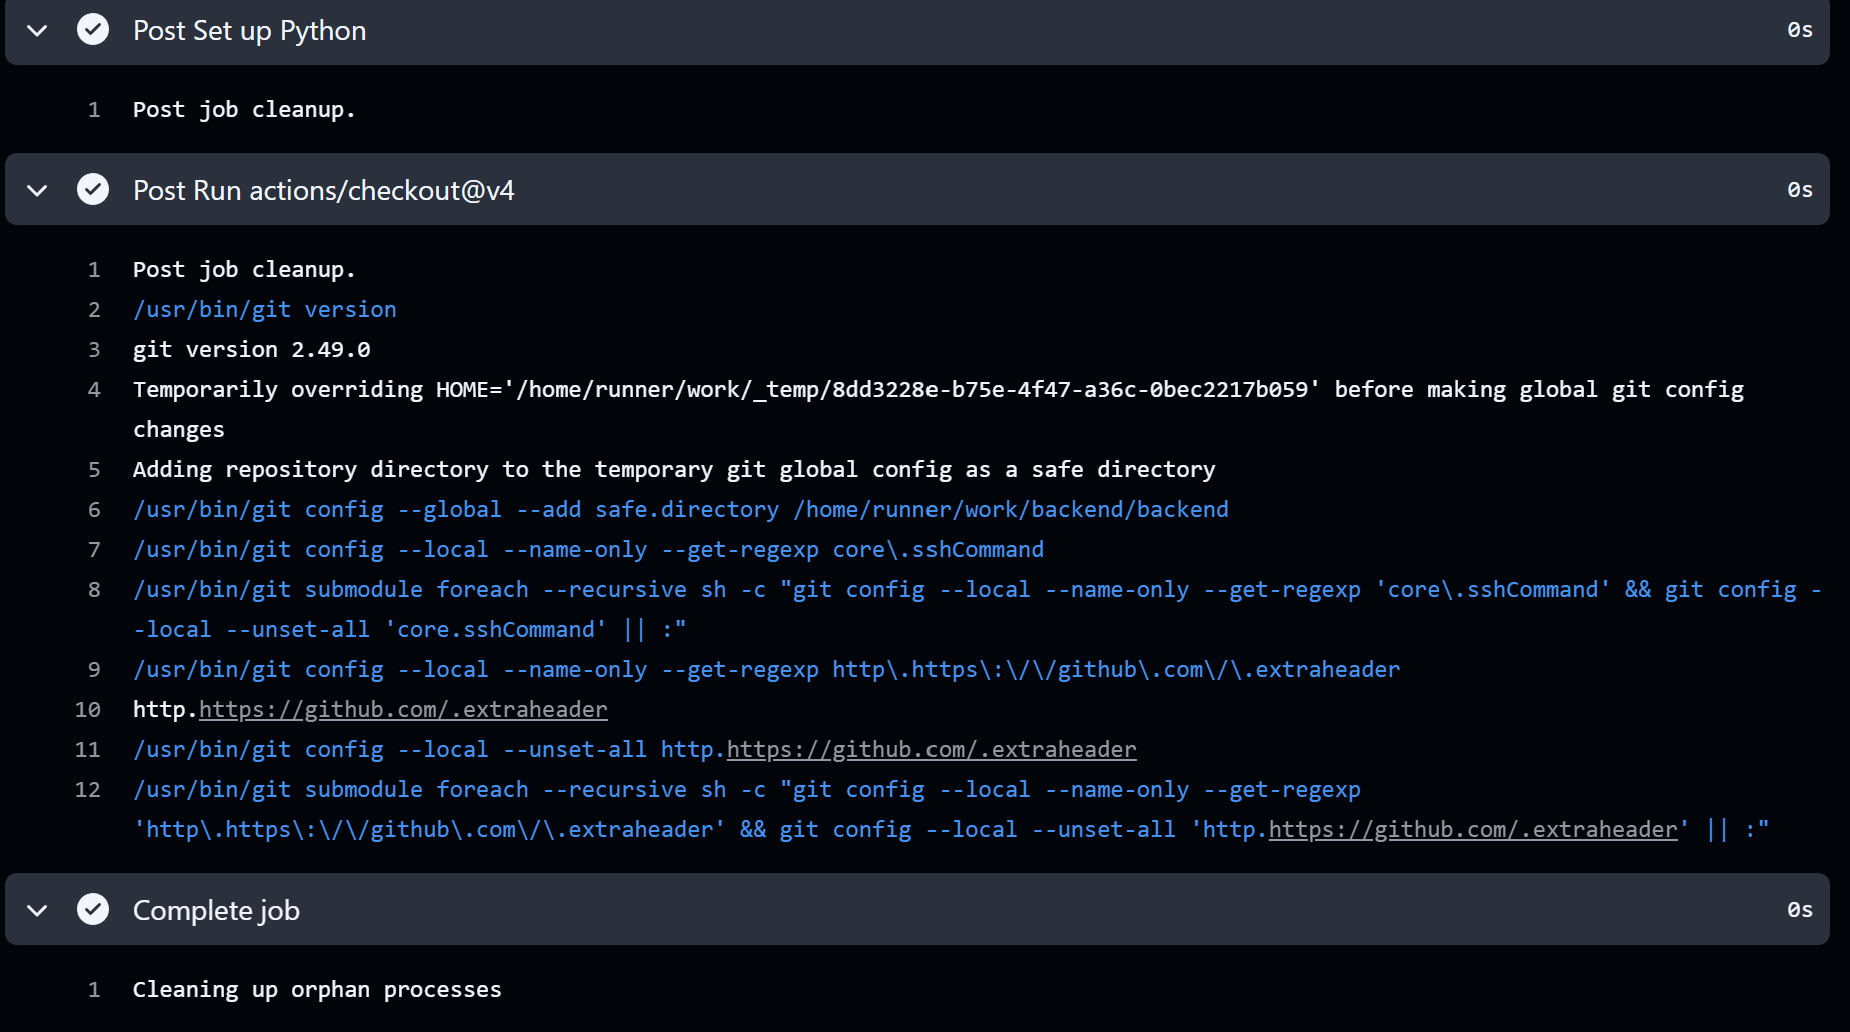 Post Set up Python 0s
1 Post job cleanup.
Post Run actions/checkout@v4 0s
1 Post job cleanup.
2 /usr/bin/git version
3 git version 2.49.0
4 Temporarily overriding HOME='/home/runner/work/_temp/8dd3228e-b75e-4f47-a36c-0bec2217b059' before making global git config
changes
5 Adding repository directory to the temporary git global config as a safe directory
6 /usr/bin/git config --global --add safe.directory /home/runner/work/backend/backend
7 /usr/bin/git config --local --name-only --get-regexp core\.sshCommand
8 /usr/bin/git submodule foreach --recursive sh -c "git config --local --name-only --get-regexp 'core\.sshCommand' && git config -
-local --unset-all 'core.sshCommand' || :"
9 /usr/bin/git config --local --name-only --get-regexp http\.https\:\/\/github\.com\/\.extraheader
10 http.https://github.com/.extraheader
11 /usr/bin/git config --local --unset-all http.https://github.com/.extraheader
12 /usr/bin/git submodule foreach --recursive sh -c "git config --local --name-only --get-regexp
'http\.https\:\/\/github\.com\/\.extraheader' && git config --local --unset-all 'http.https://github.com/.extraheader' || :"
Complete job 0s
1 Cleaning up orphan processes